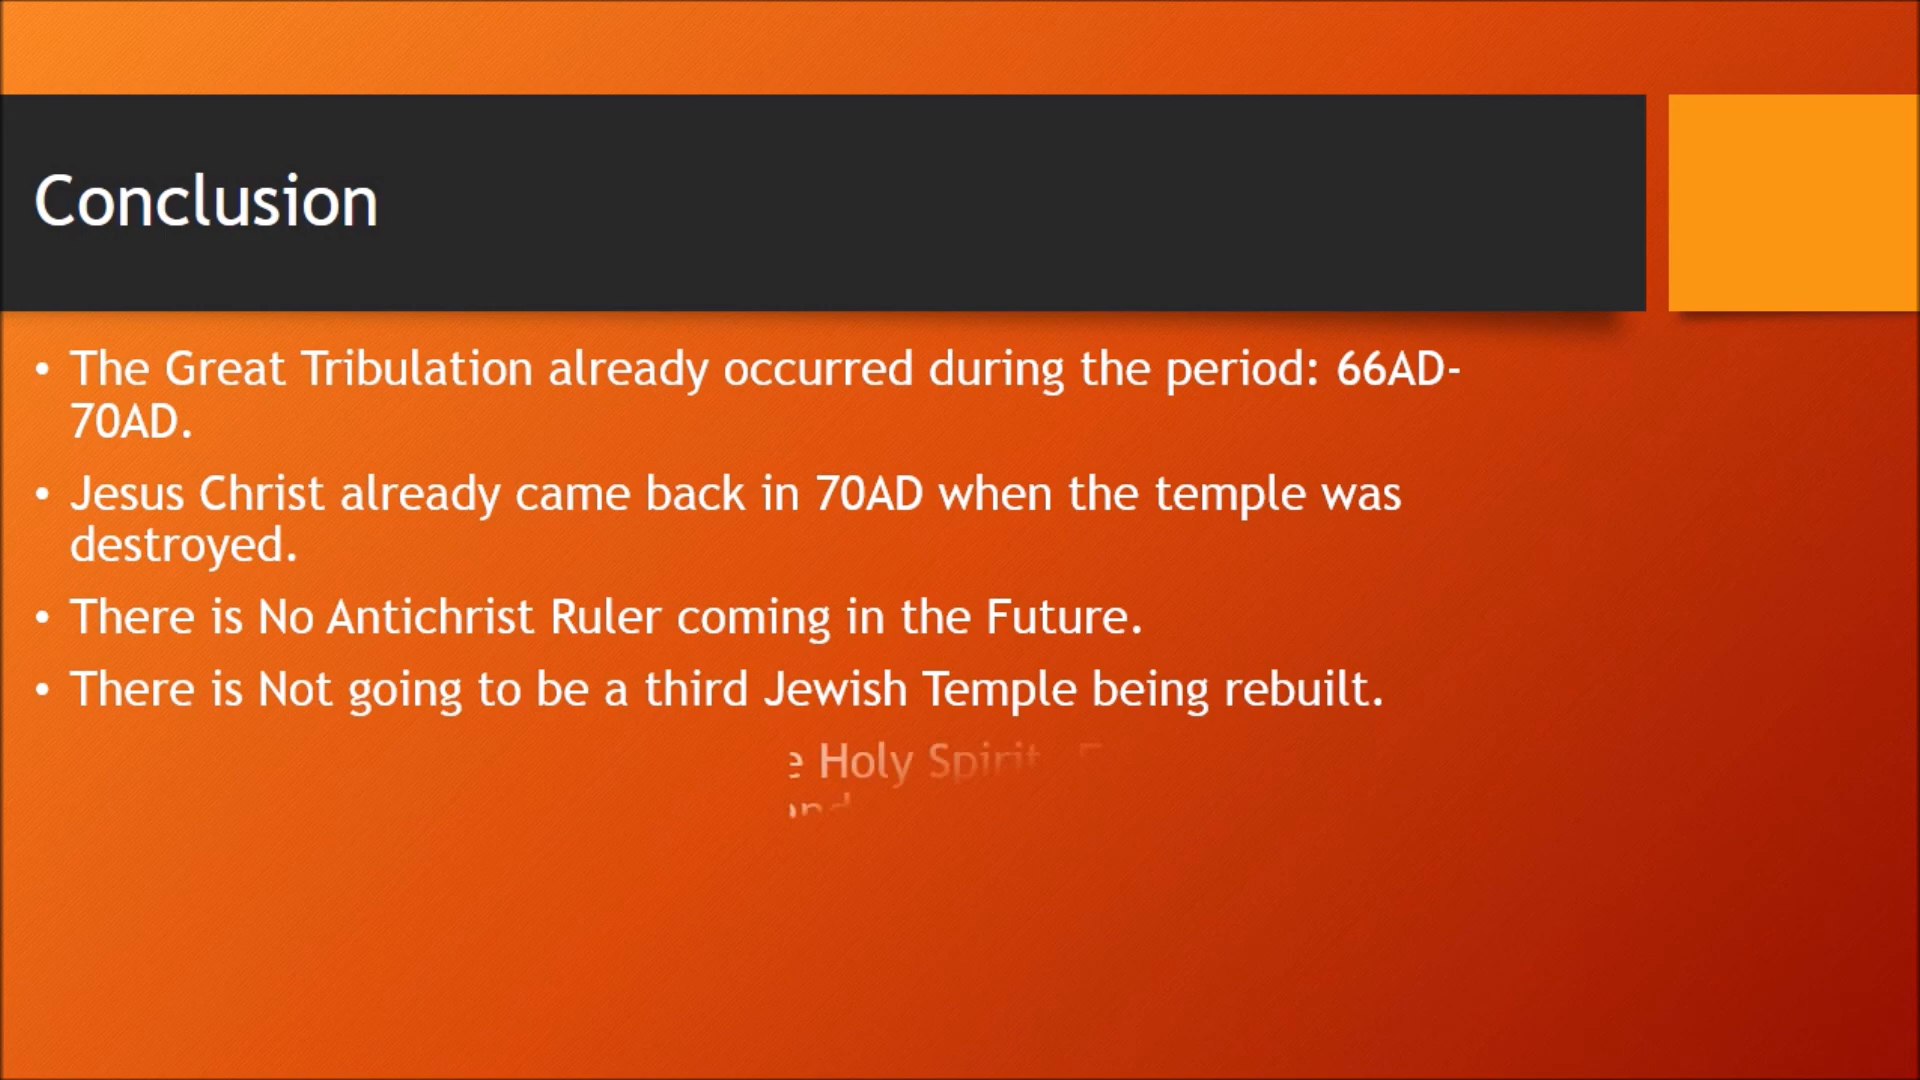 Conclusion
• The Great Tribulation already occurred during the period: 66AD-
70AD.
• Jesus Christ already came back in 70AD when the temple was
destroyed.
• There is No Antichrist Ruler coming in the Future.
• There is Not going to be a third Jewish Temple being rebuilt.
Holy Spirit
and